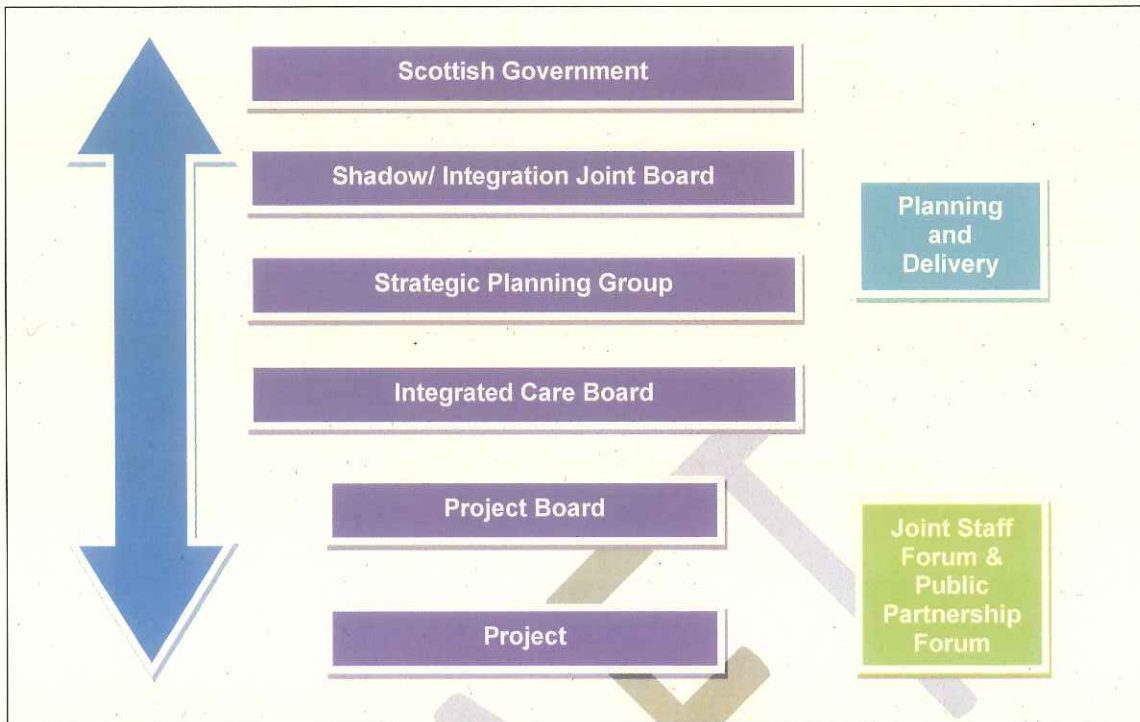 Scottish Government
Shadow/ Integration Joint Board
Planning
and
Delivery
Strategic Planning Group
Integrated Care Board
Project Board
Joint Staff
Forum &
Public
Partnership
Forum
Project